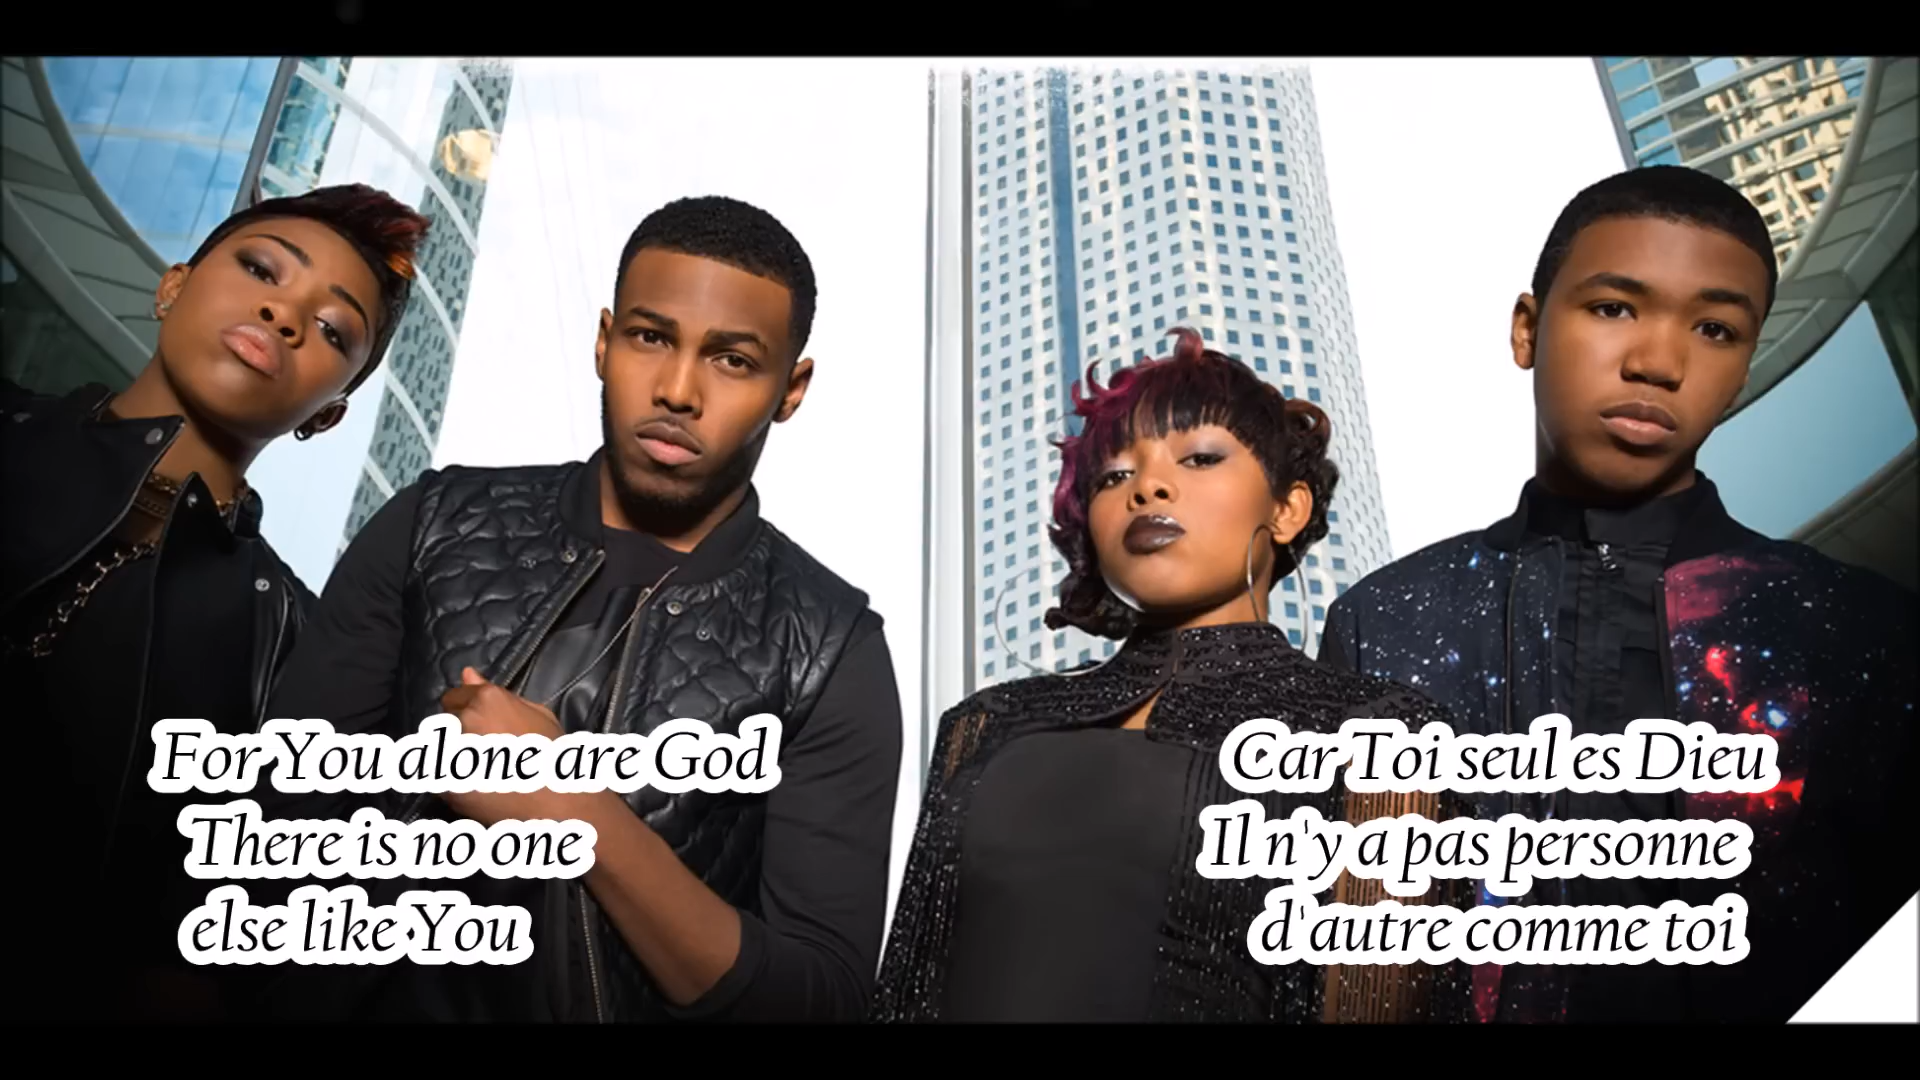 For You alone are God
There is no one
else like You
Car Toi seul es Dieu
Il n'y a pas personne
d'autre comme toi